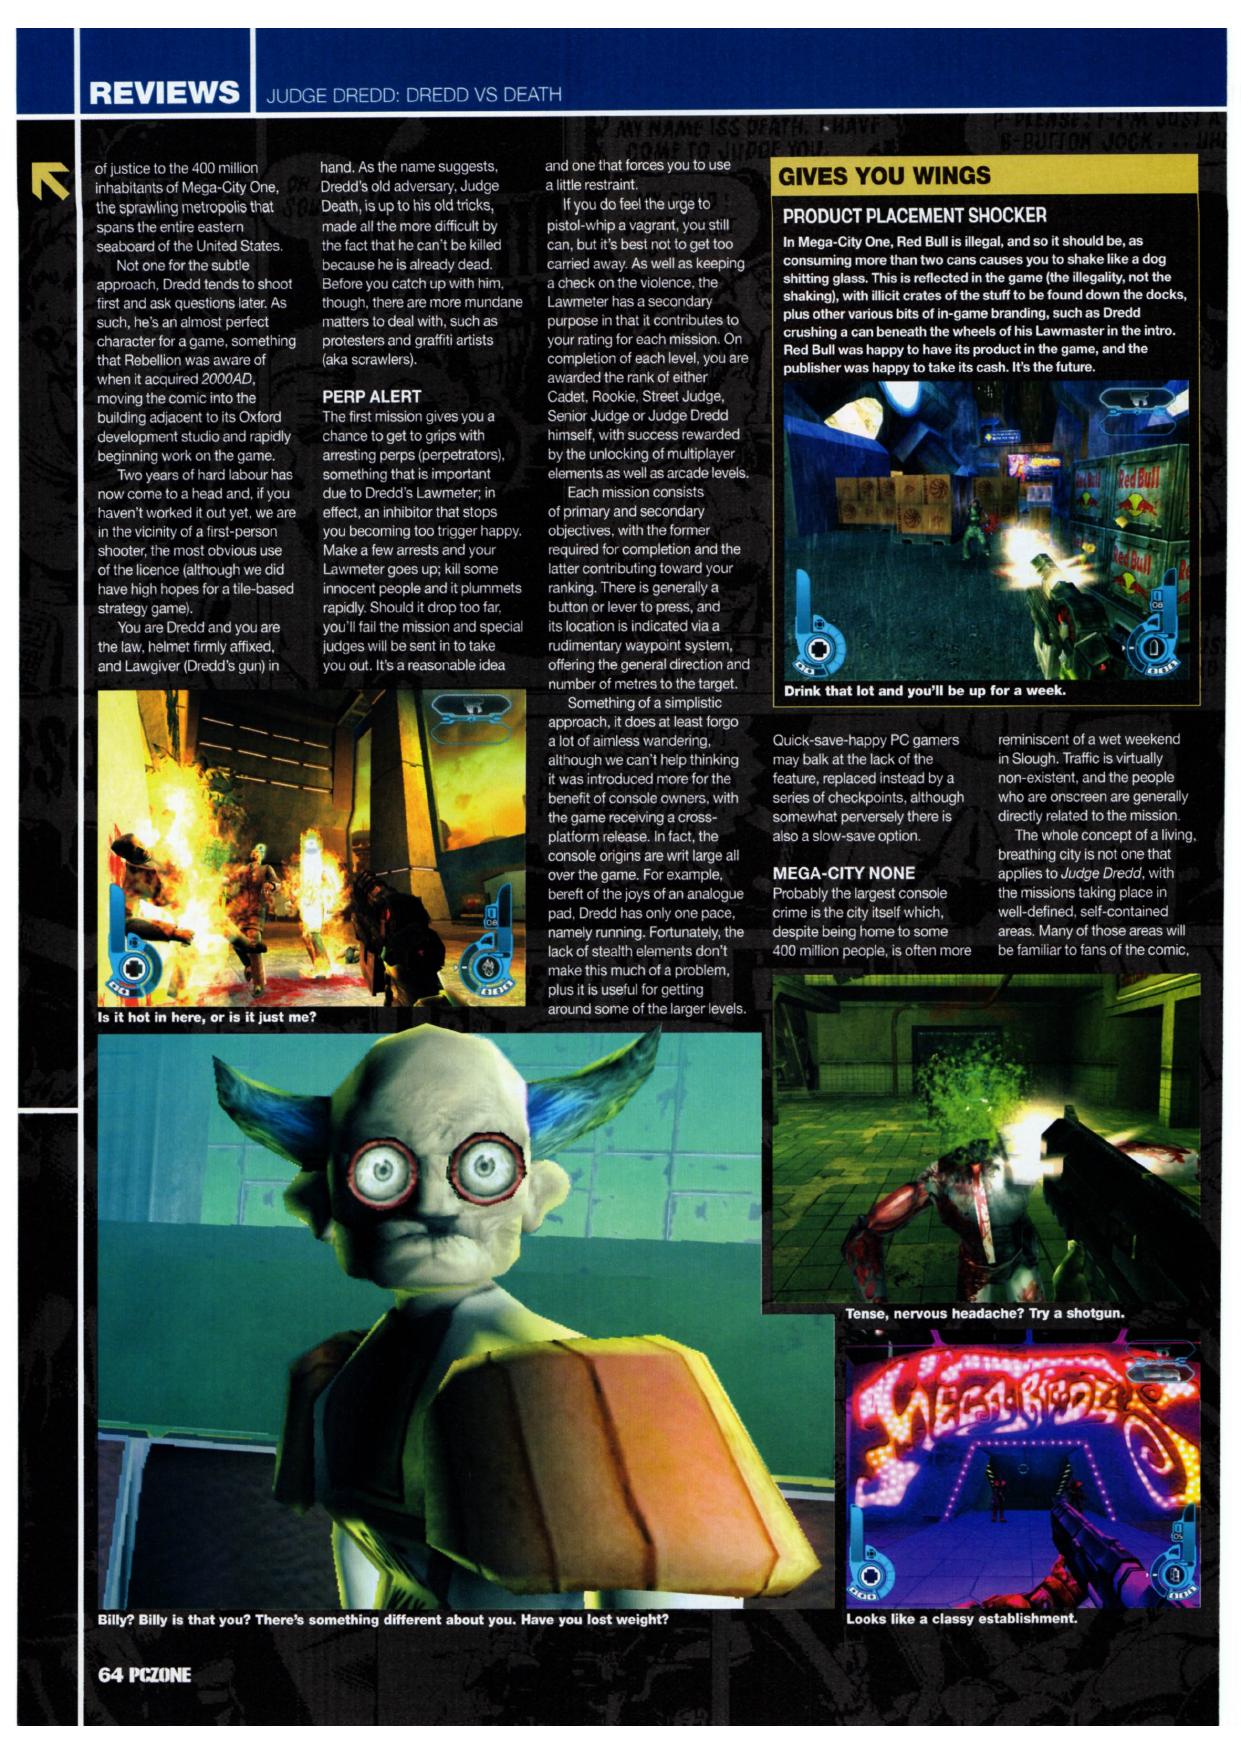 REVIEWS
JUDGE DREDD: DREDD VS DEATH
MY NAME ISS DEATH. I HAVE
COME TO JUDGE YOU.
of justice to the 400 million
inhabitants of Mega-City One,
the sprawling metropolis that
spans the entire eastern
seaboard of the United States.
Not one for the subtle
approach, Dredd tends to shoot
first and ask questions later. As
such, he's an almost perfect
character for a game, something
that Rebellion was aware of
when it acquired 2000AD,
moving the comic into the
building adjacent to its Oxford
development studio and rapidly
beginning work on the game.
Two years of hard labour has
now come to a head and, if you
haven't worked it out yet, we are
in the vicinity of a first-person
shooter, the most obvious use
of the licence (although we did
have high hopes for a tile-based
strategy game).
You are Dredd and you are
the law, helmet firmly affixed,
and Lawgiver (Dredd's gun) in
hand. As the name suggests,
Dredd's old adversary, Judge
Death, is up to his old tricks,
made all the more difficult by
the fact that he can't be killed
because he is already dead.
Before you catch up with him,
though, there are more mundane
matters to deal with, such as
protesters and graffiti artists
(aka scrawlers).
PERP ALERT
The first mission gives you a
chance to get to grips with
arresting perps (perpetrators),
something that is important
due to Dredd's Lawmeter; in
effect, an inhibitor that stops
you becoming too trigger happy.
Make a few arrests and your
Lawmeter goes up; kill some
innocent people and it plummets
rapidly. Should it drop too far,
you'll fail the mission and special
judges will be sent in to take
you out. It's a reasonable idea
and one that forces you to use
a little restraint.
If you do feel the urge to
pistol-whip a vagrant, you still
can, but it's best not to get too
carried away. As well as keeping
a check on the violence, the
Lawmeter has a secondary
purpose in that it contributes to
your rating for each mission. On
completion of each level, you are
awarded the rank of either
Cadet, Rookie, Street Judge,
Senior Judge or Judge Dredd
himself, with success rewarded
by the unlocking of multiplayer
elements as well as arcade levels.
Each mission consists
of primary and secondary
objectives, with the former
required for completion and the
latter contributing toward your
ranking. There is generally a
button or lever to press, and
its location is indicated via a
rudimentary waypoint system,
offering the general direction and
number of metres to the target.
Something of a simplistic
approach, it does at least forgo
a lot of aimless wandering,
although we can't help thinking
it was introduced more for the
benefit of console owners, with
the game receiving a cross-
platform release. In fact, the
console origins are writ large all
over the game. For example,
bereft of the joys of an analogue
pad, Dredd has only one pace,
namely running. Fortunately, the
lack of stealth elements don't
make this much of a problem,
plus it is useful for getting
around some of the larger levels.
GIVES YOU WINGS
PRODUCT PLACEMENT SHOCKER
In Mega-City One, Red Bull is illegal, and so it should be, as
consuming more than two cans causes you to shake like a dog
shitting glass. This is reflected in the game (the illegality, not the
shaking), with illicit crates of the stuff to be found down the docks,
plus other various bits of in-game branding, such as Dredd
crushing a can beneath the wheels of his Lawmaster in the intro.
Red Bull was happy to have its product in the game, and the
publisher was happy to take its cash. It's the future.
Red Bull
Red Bull
Red Bull
08
Drink that lot and you'll be up for a week.
Quick-save-happy PC gamers
may balk at the lack of the
feature, replaced instead by a
series of checkpoints, although
somewhat perversely there is
also a slow-save option.
MEGA-CITY NONE
Probably the largest console
crime is the city itself which,
despite being home to some
400 million people, is often more
reminiscent of a wet weekend
in Slough. Traffic is virtually
non-existent, and the people
who are onscreen are generally
directly related to the mission.
The whole concept of a living,
breathing city is not one that
applies to Judge Dredd, with
the missions taking place in
well-defined, self-contained
areas. Many of those areas will
be familiar to fans of the comic,
08
Is it hot in here, or is it just me?
Tense, nervous headache? Try a shotgun.
05
Billy? Billy is that you? There's something different about you. Have you lost weight?
Looks like a classy establishment.
64 PCZONE